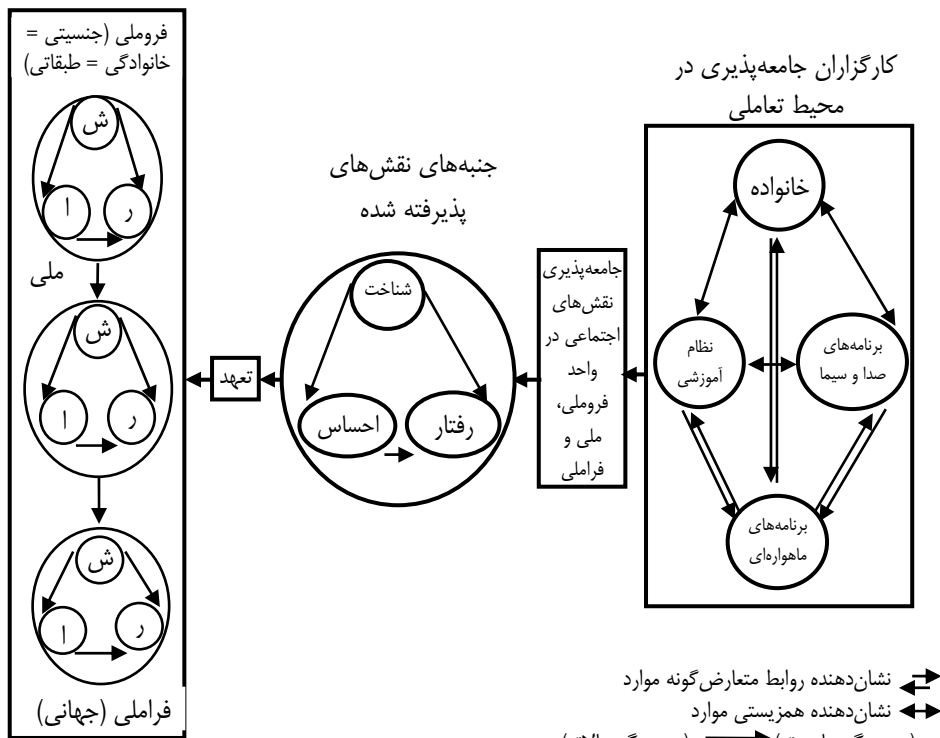 کارگزاران جامعه‌پذیری در
محیط تعاملی
خانواده
نظام
آموزشی
برنامه‌های
صدا و سیما
برنامه‌های
ماهواره‌ای
جامعه‌پذیری
نقش‌های
اجتماعی در
واحد
فروملی،
ملی و
فراملی
جنبه‌های نقش‌های
پذیرفته شده
شناخت
رفتار
احساس
تعهد
فروملی (جنسیتی =
خانوادگی = طبقاتی)
ش
ر
ا
ملی
ش
ر
ا
ش
ر
ا
فراملی (جهانی)
نشان‌دهنده روابط متعارض‌گونه موارد
نشان‌دهنده همزیستی موارد